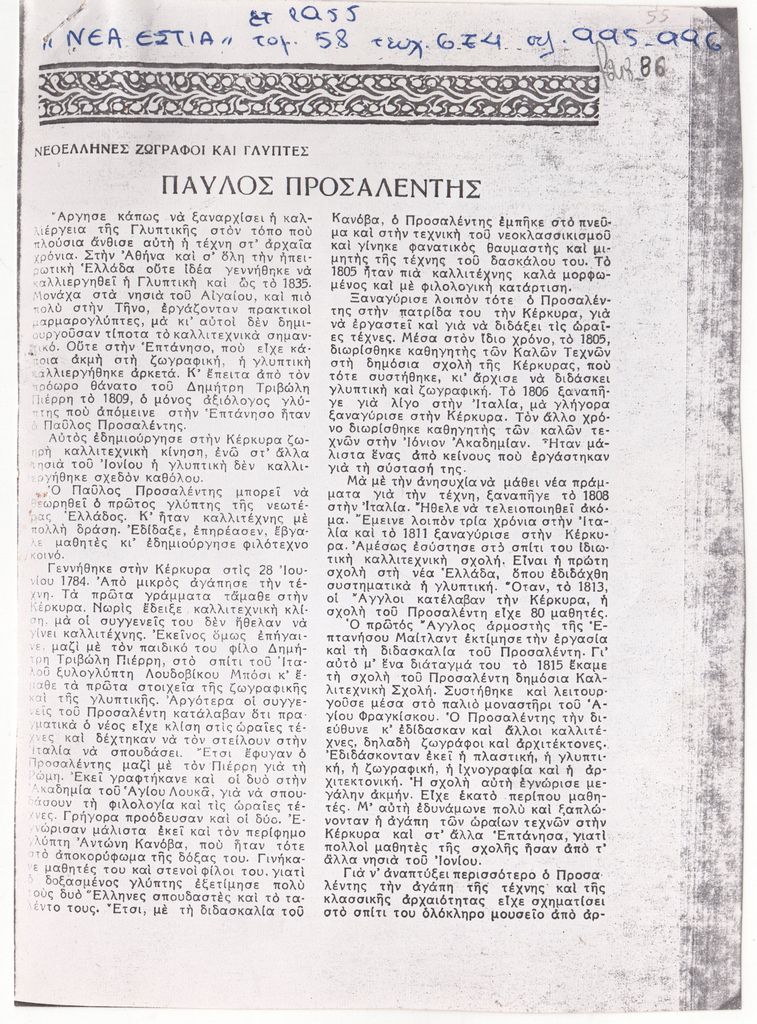 ετ 1955
55
"ΝΕΑ ΕΣΤΙΑ" τομ. 58 τευχ. 674 σελ. 995-996
86
ΝΕΟΕΛΛΗΝΕΣ ΖΩΓΡΑΦΟΙ ΚΑΙ ΓΛΥΠΤΕΣ
ΠΑΥΛΟΣ ΠΡΟΣΑΛΕΝΤΗΣ
Ἄργησε κάπως νὰ ξαναρχίσει ἡ καλ-
λιέργεια τῆς Γλυπτικῆς στὸν τόπο ποὺ
πλούσια ἄνθισε αὐτὴ ἡ τέχνη στ' ἀρχαῖα
χρόνια. Στὴν Ἀθήνα καὶ σ' ὅλη τὴν ἠπει-
ρωτικὴ Ἑλλάδα οὔτε ἰδέα γεννήθηκε νὰ
καλλιεργηθεῖ ἡ Γλυπτικὴ καὶ ὣς τὸ 1835.
Μονάχα στὰ νησιὰ τοῦ Αἰγαίου, καὶ πιὸ
πολὺ στὴν Τῆνο, ἐργάζονταν πρακτικοὶ
μαρμαρογλύπτες, μὰ κι' αὐτοὶ δὲν δημι-
ουργοῦσαν τίποτα τὸ καλλιτεχνικὰ σημαν-
τικό. Οὔτε στὴν Ἑπτάνησο, ποὺ εἶχε κά-
ποια ἀκμὴ στὴ ζωγραφική, ἡ γλυπτικὴ
καλλιεργήθηκε ἀρκετά. Κ' ἔπειτα ἀπὸ τὸν
πρόωρο θάνατο τοῦ Δημήτρη Τριβώλη
Πιέρρη τὸ 1809, ὁ μόνος ἀξιόλογος γλύ-
πτης ποὺ ἀπόμεινε στὴν Ἑπτάνησο ἦταν
ὁ Παῦλος Προσαλέντης.
Αὐτὸς ἐδημιούργησε στὴν Κέρκυρα ζω-
ηρὴ καλλιτεχνικὴ κίνηση, ἐνῶ στ' ἄλλα
νησιὰ τοῦ Ἰονίου ἡ γλυπτικὴ δὲν καλλι-
εργήθηκε σχεδὸν καθόλου.
Ὁ Παῦλος Προσαλέντης μπορεῖ νὰ
θεωρηθεῖ ὁ πρῶτος γλύπτης τῆς νεωτέ-
ρας Ἑλλάδος. Κ' ἦταν καλλιτέχνης μὲ
πολλὴ δράση. Ἐδίδαξε, ἐπηρέασεν, ἔβγα-
λε μαθητὲς κι' ἐδημιούργησε φιλότεχνο
κοινό.
Γεννήθηκε στὴν Κέρκυρα στὶς 28 Ἰου-
νίου 1784. Ἀπὸ μικρὸς ἀγάπησε τὴν τέ-
χνη. Τὰ πρῶτα γράμματα τἄμαθε στὴν
Κέρκυρα. Νωρὶς ἔδειξε καλλιτεχνικὴ κλί-
ση, μὰ οἱ συγγενεῖς του δὲν ἤθελαν νὰ
γίνει καλλιτέχνης. Ἐκεῖνος ὅμως ἐπήγαι-
νε, μαζὶ μὲ τὸν παιδικό του φίλο Δημή-
τρη Τριβώλη Πιέρρη, στὸ σπίτι τοῦ Ἰτα-
λοῦ ξυλογλύπτη Λουδοβίκου Μπόσι κ' ἔ-
μαθε τὰ πρῶτα στοιχεῖα τῆς ζωγραφικῆς
καὶ τῆς γλυπτικῆς. Ἀργότερα οἱ συγγε-
νεῖς τοῦ Προσαλέντη κατάλαβαν ὅτι πρα-
γματικὰ ὁ νέος εἶχε κλίση στὶς ὡραῖες τέ-
χνες καὶ δέχτηκαν νὰ τὸν στείλουν στὴν
Ἰταλία νὰ σπουδάσει. Ἔτσι ἔφυγαν ὁ
Προσαλέντης μαζὶ μὲ τὸν Πιέρρη γιὰ τὴ
Ρώμη. Ἐκεῖ γραφτήκανε καὶ οἱ δυὸ στὴν
Ἀκαδημία τοῦ Ἁγίου Λουκᾶ, γιὰ νὰ σπου-
δάσουν τὴ φιλολογία καὶ τὶς ὡραῖες τέ-
χνες. Γρήγορα πρόοδευσαν καὶ οἱ δύο. Ἐ-
γνώρισαν μάλιστα ἐκεῖ καὶ τὸν περίφημο
γλύπτη Ἀντώνη Κανόβα, ποὺ ἦταν τότε
στὸ ἀποκορύφωμα τῆς δόξας του. Γινήκα-
νε μαθητές του καὶ στενοὶ φίλοι του, γιατὶ
ὁ δοξασμένος γλύπτης ἐξετίμησε πολὺ
τοὺς δυὸ Ἕλληνες σπουδαστὲς καὶ τὸ τα-
λέντο τους. Ἔτσι, μὲ τὴ διδασκαλία τοῦ
Κανόβα, ὁ Προσαλέντης ἐμπῆκε στὸ πνεῦ-
μα καὶ στὴν τεχνικὴ τοῦ νεοκλασσικισμοῦ
καὶ γίνηκε φανατικὸς θαυμαστὴς καὶ μι-
μητὴς τῆς τέχνης τοῦ δασκάλου του. Τὸ
1805 ἦταν πιὰ καλλιτέχνης καλὰ μορφω-
μένος καὶ μὲ φιλολογικὴ κατάρτιση.
Ξαναγύρισε λοιπὸν τότε ὁ Προσαλέν-
της στὴν πατρίδα του τὴν Κέρκυρα, γιὰ
νὰ ἐργαστεῖ καὶ γιὰ νὰ διδάξει τὶς ὡραῖ-
ες τέχνες. Μέσα στὸν ἴδιο χρόνο, τὸ 1805,
διωρίσθηκε καθηγητὴς τῶν Καλῶν Τεχνῶν
στὴ δημόσια σχολὴ τῆς Κέρκυρας, ποὺ
τότε συστήθηκε, κι' ἄρχισε νὰ διδάσκει
γλυπτικὴ καὶ ζωγραφική. Τὸ 1806 ξαναπῆ-
γε γιὰ λίγο στὴν Ἰταλία, μὰ γλήγορα
ξαναγύρισε στὴν Κέρκυρα. Τὸν ἄλλο χρό-
νο διωρίσθηκε καθηγητὴς τῶν καλῶν τε-
χνῶν στὴν Ἰόνιον Ἀκαδημίαν. Ἦταν μά-
λιστα ἕνας ἀπὸ κείνους ποὺ ἐργάστηκαν
γιὰ τὴ σύστασή της.
Μὰ μὲ τὴν ἀνησυχία νὰ μάθει νέα πρά-
μματα γιὰ τὴν τέχνη, ξαναπῆγε τὸ 1808
στὴν Ἰταλία. Ἤθελε νὰ τελειοποιηθεῖ ἀκό-
μα. Ἔμεινε λοιπὸν τρία χρόνια στὴν Ἰτα-
λία καὶ τὸ 1811 ξαναγύρισε στὴν Κέρκυ-
ρα. Ἀμέσως ἐσύστησε στὸ σπίτι του ἰδιω-
τικὴ καλλιτεχνικὴ σχολή. Εἶναι ἡ πρώτη
σχολὴ στὴ νέα Ἑλλάδα, ὅπου ἐδιδάχθη
συστηματικὰ ἡ γλυπτική. Ὅταν, τὸ 1813,
οἱ Ἄγγλοι κατέλαβαν τὴν Κέρκυρα, ἡ
σχολὴ τοῦ Προσαλέντη εἶχε 80 μαθητές.
Ὁ πρῶτος Ἄγγλος ἁρμοστὴς τῆς Ἑ-
πτανήσου Μαίτλαντ ἐκτίμησε τὴν ἐργασία
καὶ τὴ διδασκαλία τοῦ Προσαλέντη. Γι'
αὐτὸ μ' ἕνα διάταγμά του τὸ 1815 ἔκαμε
τὴ σχολὴ τοῦ Προσαλέντη δημόσια Καλ-
λιτεχνικὴ Σχολή. Συστήθηκε καὶ λειτουρ-
γοῦσε μέσα στὸ παλιὸ μοναστήρι τοῦ Ἁ-
γίου Φραγκίσκου. Ὁ Προσαλέντης τὴν δι-
εύθυνε κ' ἐδίδασκαν καὶ ἄλλοι καλλιτέ-
χνες, δηλαδὴ ζωγράφοι καὶ ἀρχιτέκτονες.
Ἐδιδάσκονταν ἐκεῖ ἡ πλαστική, ἡ γλυπτι-
κή, ἡ ζωγραφική, ἡ ἰχνογραφία καὶ ἡ ἀρ-
χιτεκτονική. Ἡ σχολὴ αὐτὴ ἐγνώρισε με-
γάλην ἀκμήν. Εἶχε ἑκατὸ περίπου μαθη-
τές. Μ' αὐτὴ ἐδυνάμωνε πολὺ καὶ ξαπλώ-
νονταν ἡ ἀγάπη τῶν ὡραίων τεχνῶν στὴν
Κέρκυρα καὶ στ' ἄλλα Ἑπτάνησα, γιατὶ
πολλοὶ μαθητὲς τῆς σχολῆς ἦσαν ἀπὸ τ'
ἄλλα νησιὰ τοῦ Ἰονίου.
Γιὰ ν' ἀναπτύξει περισσότερο ὁ Προσα-
λέντης τὴν ἀγάπη τῆς τέχνης καὶ τῆς
κλασσικῆς ἀρχαιότητας εἶχε σχηματίσει
στὸ σπίτι του ὁλόκληρο μουσεῖο ἀπὸ ἀρ-